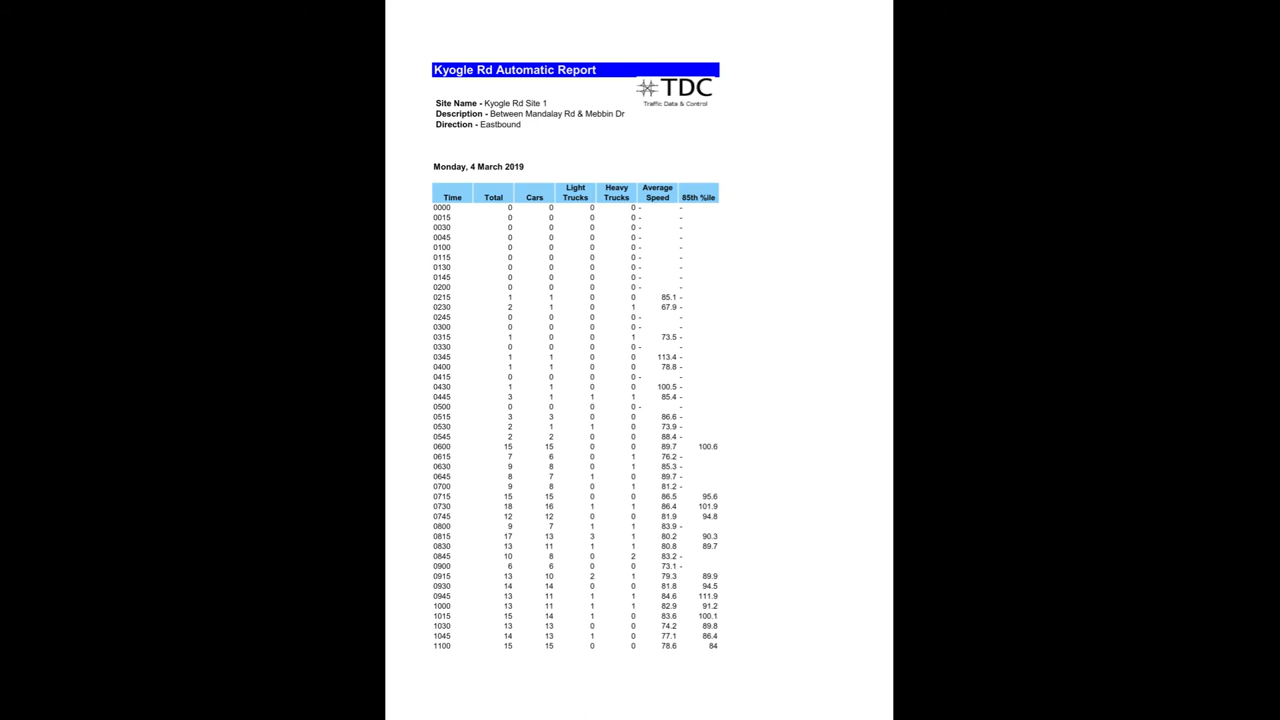 Kyogle Rd Automatic Report
TDC
Traffic Data & Control
Site Name - Kyogle Rd Site 1
Description - Between Mandalay Rd & Mebbin Dr
Direction - Eastbound
Monday, 4 March 2019
Time Total Cars Light Trucks Heavy Trucks Average Speed 85th %ile
0000 0 0 0 0 - -
0015 0 0 0 0 - -
0030 0 0 0 0 - -
0045 0 0 0 0 - -
0100 0 0 0 0 - -
0115 0 0 0 0 - -
0130 0 0 0 0 - -
0145 0 0 0 0 - -
0200 0 0 0 0 - -
0215 1 1 0 0 85.1 -
0230 2 1 0 1 67.9 -
0245 0 0 0 0 - -
0300 0 0 0 0 - -
0315 1 0 0 1 73.5 -
0330 0 0 0 0 - -
0345 1 1 0 0 113.4 -
0400 1 1 0 0 78.8 -
0415 0 0 0 0 - -
0430 1 1 0 0 100.5 -
0445 3 1 1 1 85.4 -
0500 0 0 0 0 - -
0515 3 3 0 0 86.6 -
0530 2 1 1 0 73.9 -
0545 2 2 0 0 88.4 -
0600 15 15 0 0 89.7 100.6
0615 7 6 0 1 76.2 -
0630 9 8 0 1 85.3 -
0645 8 7 1 0 89.7 -
0700 9 8 0 1 81.2 -
0715 15 15 0 0 86.5 95.6
0730 18 16 1 1 86.4 101.9
0745 12 12 0 0 81.9 94.8
0800 9 7 1 1 83.9 -
0815 17 13 3 1 80.2 90.3
0830 13 11 1 1 80.8 89.7
0845 10 8 0 2 83.2 -
0900 6 6 0 0 73.1 -
0915 13 10 2 1 79.3 89.9
0930 14 14 0 0 81.8 94.5
0945 13 11 1 1 84.6 111.9
1000 13 11 1 1 82.9 91.2
1015 15 14 1 0 83.6 100.1
1030 13 13 0 0 74.2 89.8
1045 14 13 1 0 77.1 86.4
1100 15 15 0 0 78.6 84